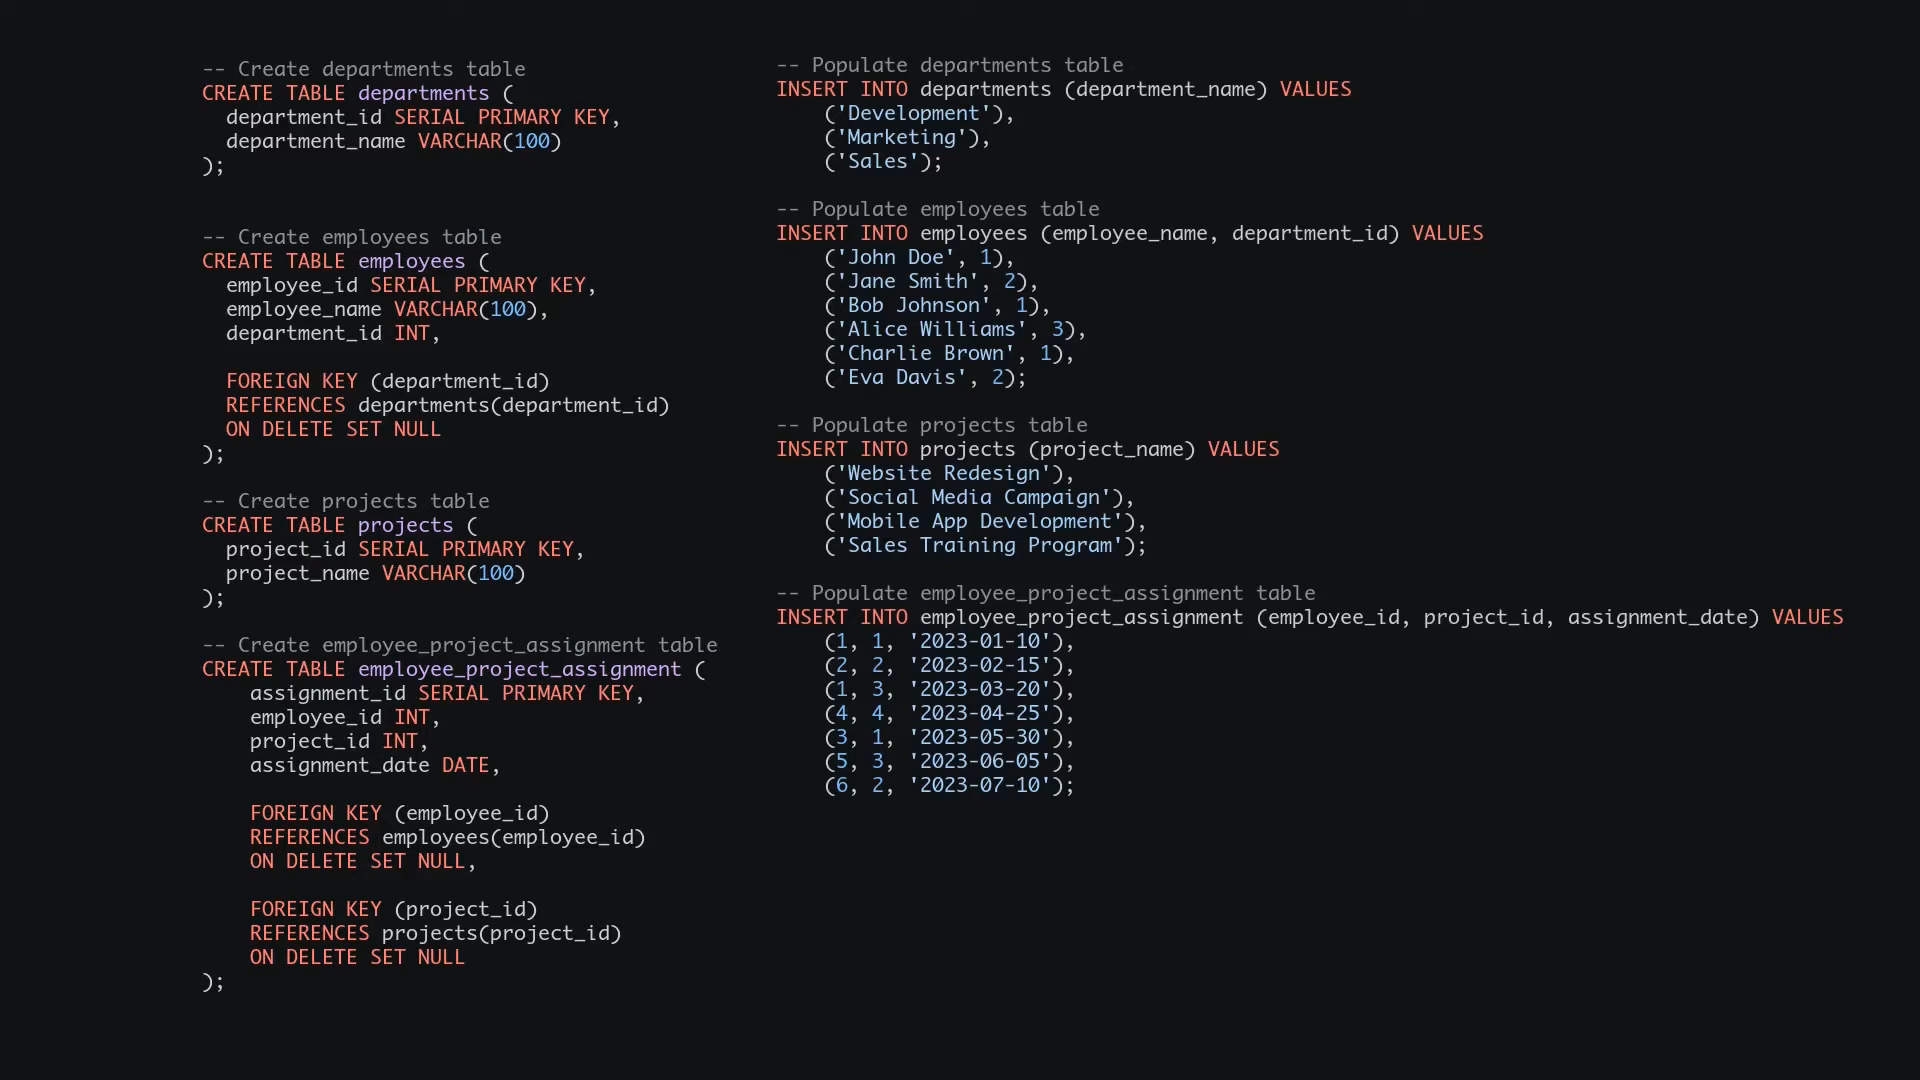 -- Create departments table
CREATE TABLE departments (
  department_id SERIAL PRIMARY KEY,
  department_name VARCHAR(100)
);

-- Create employees table
CREATE TABLE employees (
  employee_id SERIAL PRIMARY KEY,
  employee_name VARCHAR(100),
  department_id INT,

  FOREIGN KEY (department_id)
  REFERENCES departments(department_id)
  ON DELETE SET NULL
);

-- Create projects table
CREATE TABLE projects (
  project_id SERIAL PRIMARY KEY,
  project_name VARCHAR(100)
);

-- Create employee_project_assignment table
CREATE TABLE employee_project_assignment (
    assignment_id SERIAL PRIMARY KEY,
    employee_id INT,
    project_id INT,
    assignment_date DATE,

    FOREIGN KEY (employee_id)
    REFERENCES employees(employee_id)
    ON DELETE SET NULL,

    FOREIGN KEY (project_id)
    REFERENCES projects(project_id)
    ON DELETE SET NULL
);

-- Populate departments table
INSERT INTO departments (department_name) VALUES
    ('Development'),
    ('Marketing'),
    ('Sales');

-- Populate employees table
INSERT INTO employees (employee_name, department_id) VALUES
    ('John Doe', 1),
    ('Jane Smith', 2),
    ('Bob Johnson', 1),
    ('Alice Williams', 3),
    ('Charlie Brown', 1),
    ('Eva Davis', 2);

-- Populate projects table
INSERT INTO projects (project_name) VALUES
    ('Website Redesign'),
    ('Social Media Campaign'),
    ('Mobile App Development'),
    ('Sales Training Program');

-- Populate employee_project_assignment table
INSERT INTO employee_project_assignment (employee_id, project_id, assignment_date) VALUES
    (1, 1, '2023-01-10'),
    (2, 2, '2023-02-15'),
    (1, 3, '2023-03-20'),
    (4, 4, '2023-04-25'),
    (3, 1, '2023-05-30'),
    (5, 3, '2023-06-05'),
    (6, 2, '2023-07-10');